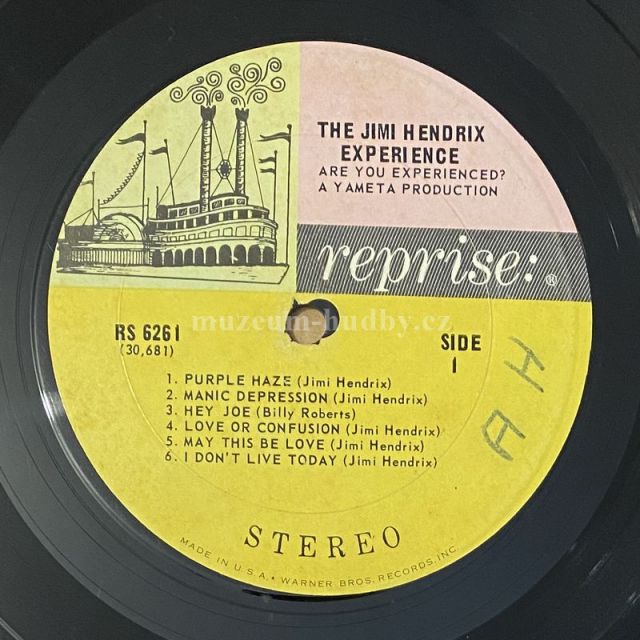 THE JIMI HENDRIX
EXPERIENCE
ARE YOU EXPERIENCED?
A YAMETA PRODUCTION
reprise: ®
muzeum-hudby.cz
RS 6261
(30,681)
SIDE
1
1. PURPLE HAZE (Jimi Hendrix)
2. MANIC DEPRESSION (Jimi Hendrix)
3. HEY JOE (Billy Roberts)
4. LOVE OR CONFUSION (Jimi Hendrix)
5. MAY THIS BE LOVE (Jimi Hendrix)
6. I DON'T LIVE TODAY (Jimi Hendrix)
A H
STEREO
MADE IN U.S.A. • WARNER BROS. RECORDS, INC.